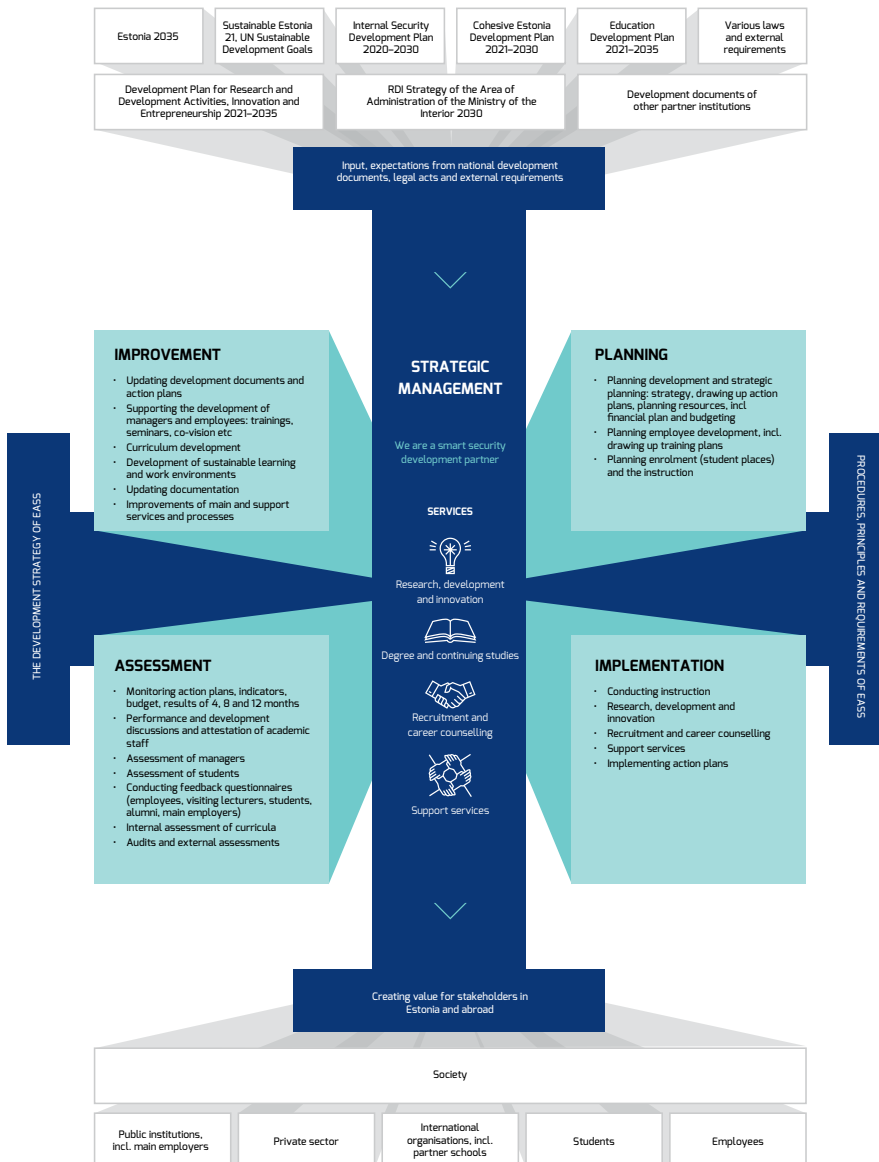 Estonia 2035
Sustainable Estonia
21, UN Sustainable
Development Goals
Internal Security
Development Plan
2020–2030
Cohesive Estonia
Development Plan
2021–2030
Education
Development Plan
2021–2035
Various laws
and external
requirements
Development Plan for Research and
Development Activities, Innovation and
Entrepreneurship 2021–2035
RDI Strategy of the Area of
Administration of the Ministry of the
Interior 2030
Development documents of
other partner institutions
Input, expectations from national development
documents, legal acts and external requirements
THE DEVELOPMENT STRATEGY OF EASS
IMPROVEMENT
· Updating development documents and
action plans
· Supporting the development of
managers and employees: trainings,
seminars, co-vision etc
· Curriculum development
· Development of sustainable learning
and work environments
· Updating documentation
· Improvements of main and support
services and processes
STRATEGIC
MANAGEMENT
We are a smart security
development partner
SERVICES
Research, development
and innovation
Degree and continuing studies
Recruitment and
career counselling
Support services
PLANNING
· Planning development and strategic
planning: strategy, drawing up action
plans, planning resources, incl
financial plan and budgeting
· Planning employee development, incl.
drawing up training plans
· Planning enrolment (student places)
and the instruction
PROCEDURES, PRINCIPLES AND REQUIREMENTS OF EASS
ASSESSMENT
· Monitoring action plans, indicators,
budget, results of 4, 8 and 12 months
· Performance and development
discussions and attestation of academic
staff
· Assessment of managers
· Assessment of students
· Conducting feedback questionnaires
(employees, visiting lecturers, students,
alumni, main employers)
· Internal assessment of curricula
· Audits and external assessments
IMPLEMENTATION
· Conducting instruction
· Research, development and
innovation
· Recruitment and career counselling
· Support services
· Implementing action plans
Creating value for stakeholders in
Estonia and abroad
Society
Public institutions,
incl. main employers
Private sector
International
organisations, incl.
partner schools
Students
Employees